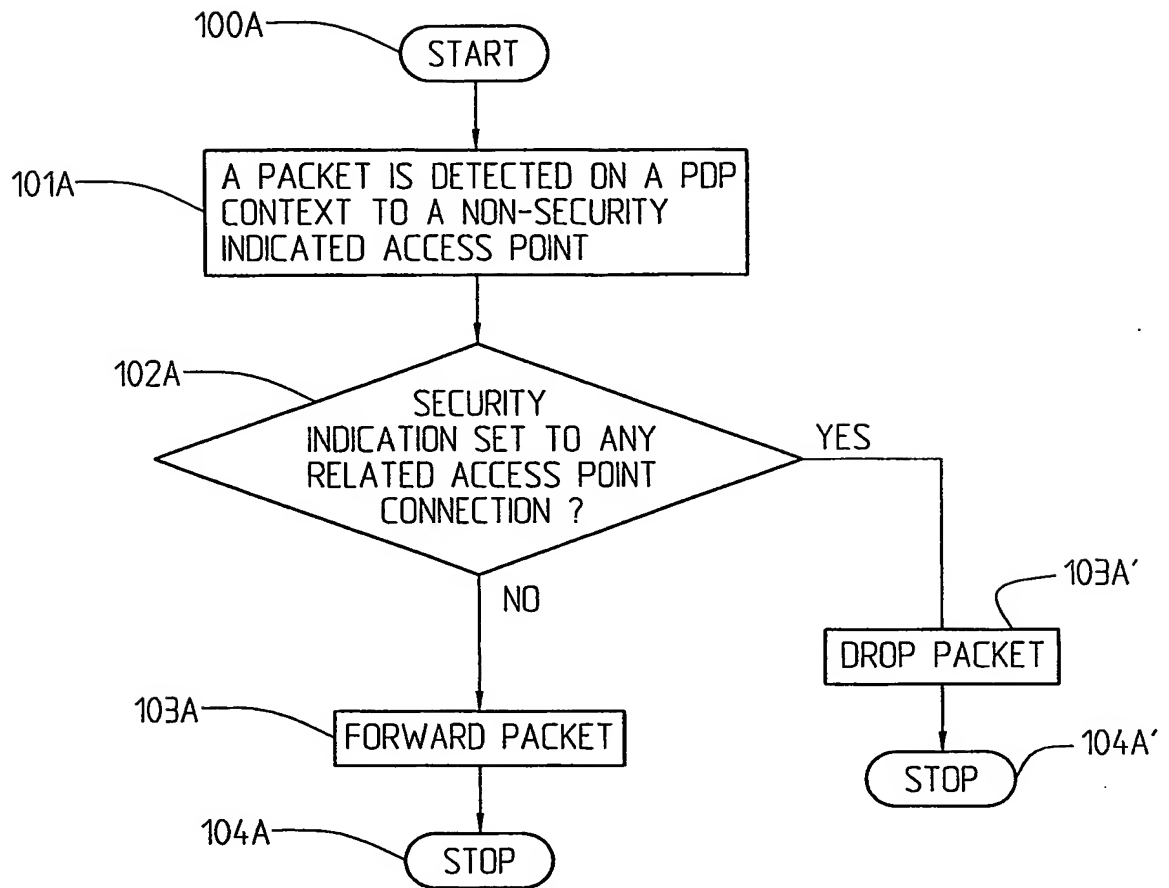 100A
START
101A
A PACKET IS DETECTED ON A PDP
CONTEXT TO A NON-SECURITY
INDICATED ACCESS POINT
102A
SECURITY
INDICATION SET TO ANY
RELATED ACCESS POINT
CONNECTION ?
YES
NO
103A'
DROP PACKET
103A
FORWARD PACKET
104A'
STOP
104A
STOP